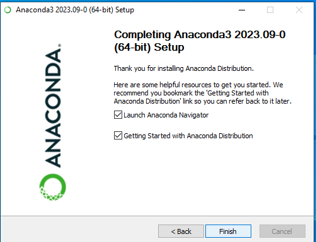 Anaconda3 2023.09-0 (64-bit) Setup
Completing Anaconda3 2023.09-0
(64-bit) Setup
Thank you for installing Anaconda Distribution.
Here are some helpful resources to get you started. We
recommend you bookmark the 'Getting Started with
Anaconda Distribution' link so you can refer back to it later.
Launch Anaconda Navigator
Getting Started with Anaconda Distribution
ANACONDA.
< Back
Finish
Cancel